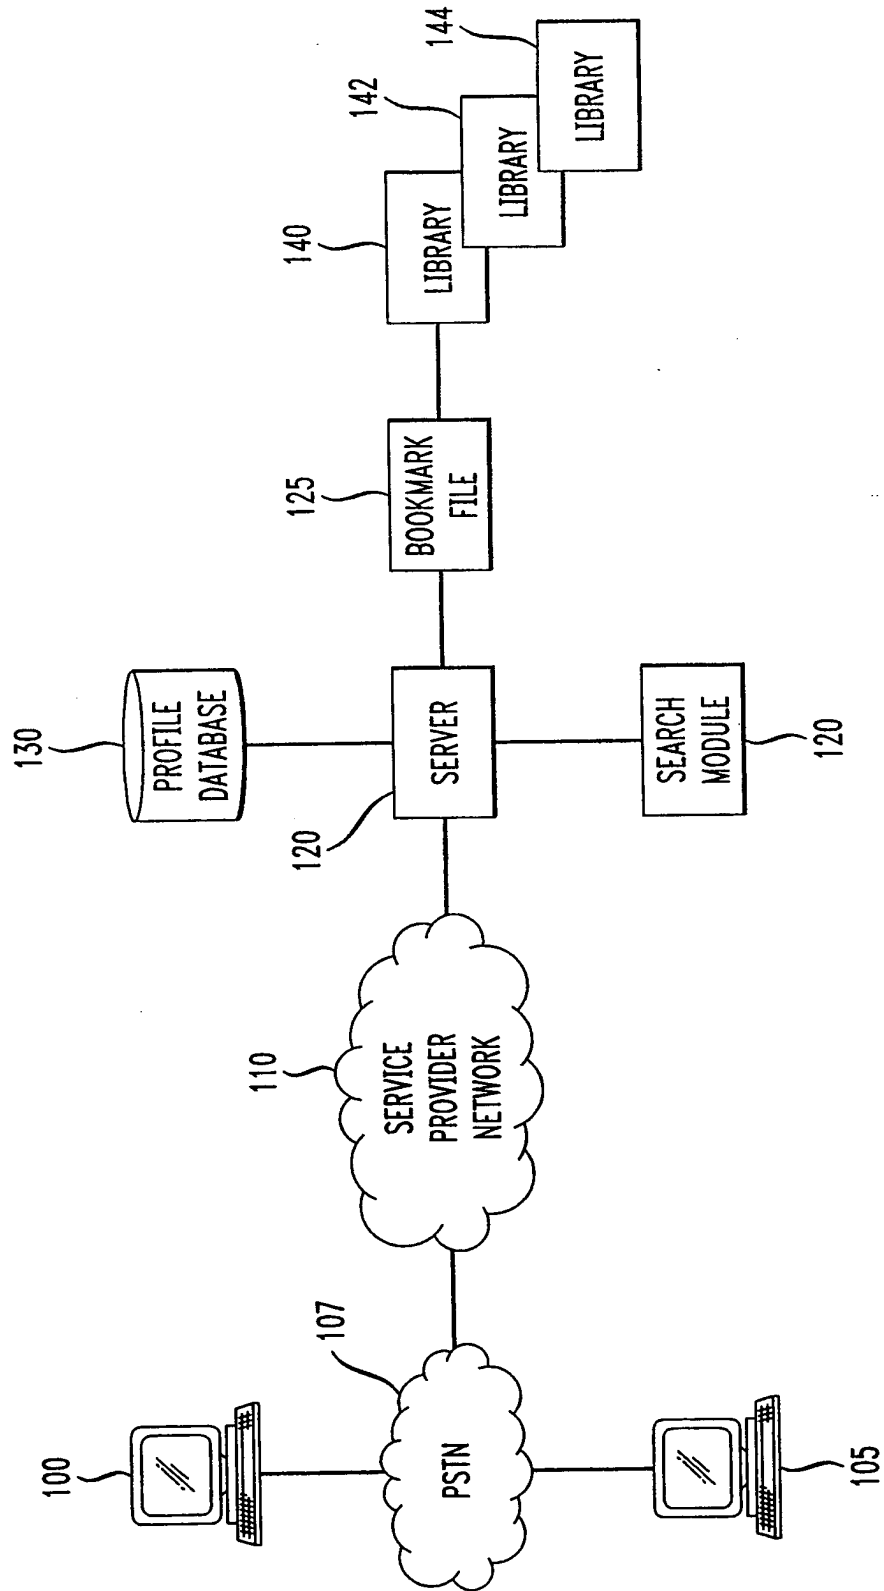 100
105
PSTN
107
SERVICE
PROVIDER
NETWORK
110
PROFILE
DATABASE
130
SERVER
120
SEARCH
MODULE
120
BOOKMARK
FILE
125
LIBRARY
140
LIBRARY
142
LIBRARY
144